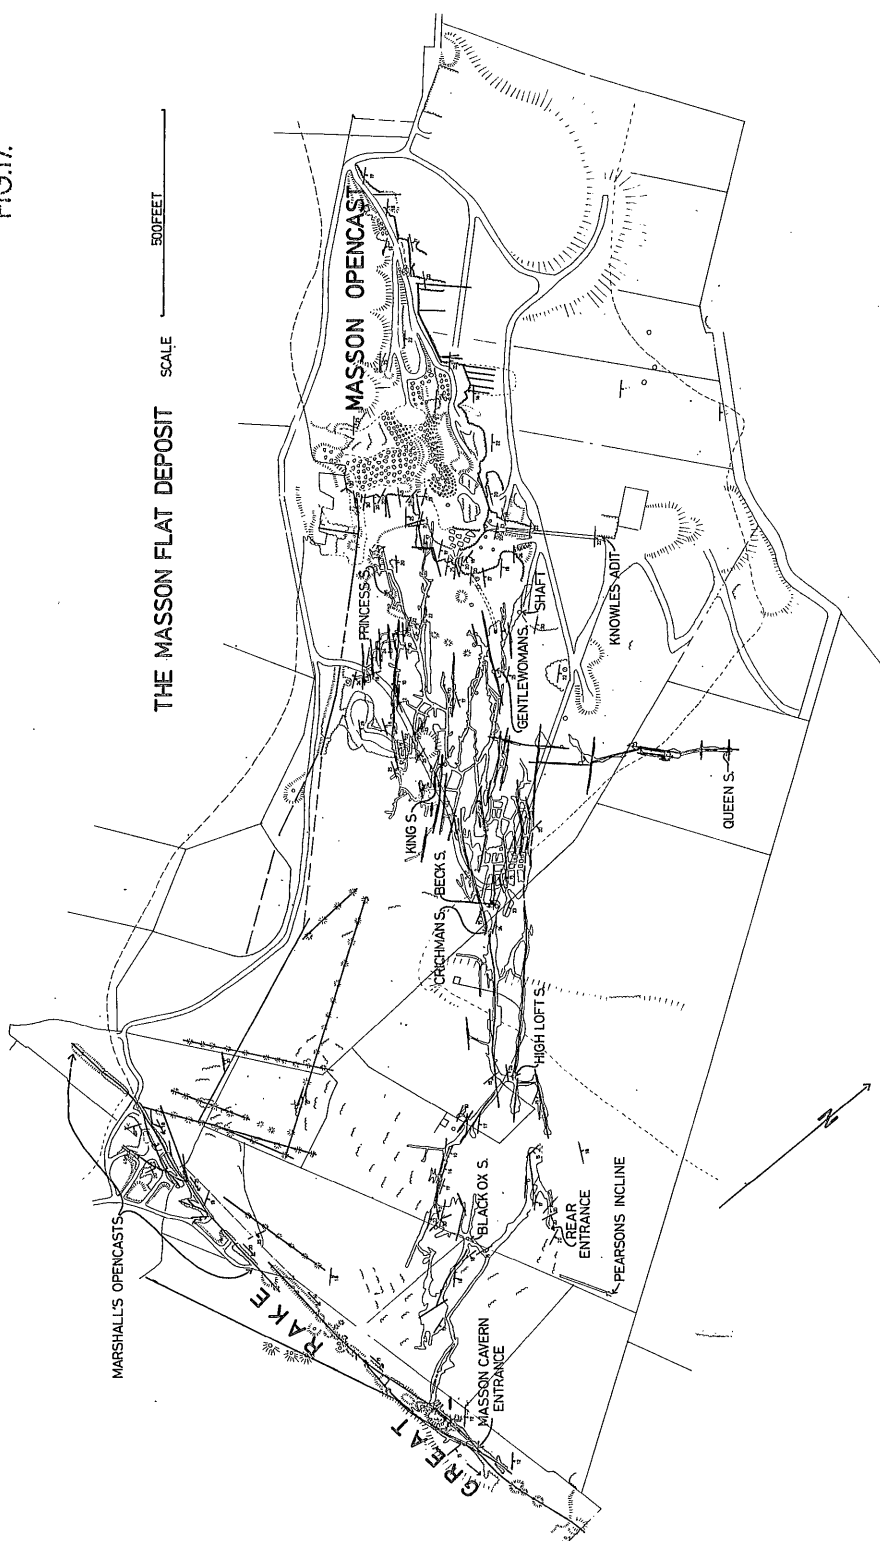 FIG.17.
THE MASSON FLAT DEPOSIT
SCALE
500FEET
MASSON OPENCAST
PRINCESS S.
KING S.
GENTLEWOMANS
SHAFT
KNOWLES ADIT
QUEEN S.
CRICHMAN S.
BECK S.
HIGH LOFT S.
BLACK OX S.
REAR
ENTRANCE
PEARSONS INCLINE
MARSHALL'S OPENCASTS
GREAT RAKE
MASSON CAVERN
ENTRANCE
N